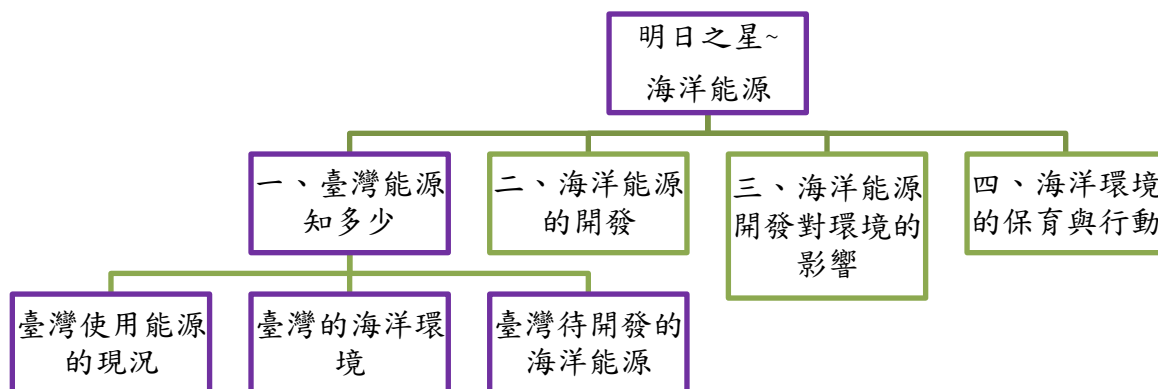 明日之星~
海洋能源
一、臺灣能源
知多少
二、海洋能源
的開發
三、海洋能源
開發對環境的
影響
四、海洋環境
的保育與行動
臺灣使用能源
的現況
臺灣的海洋環
境
臺灣待開發的
海洋能源